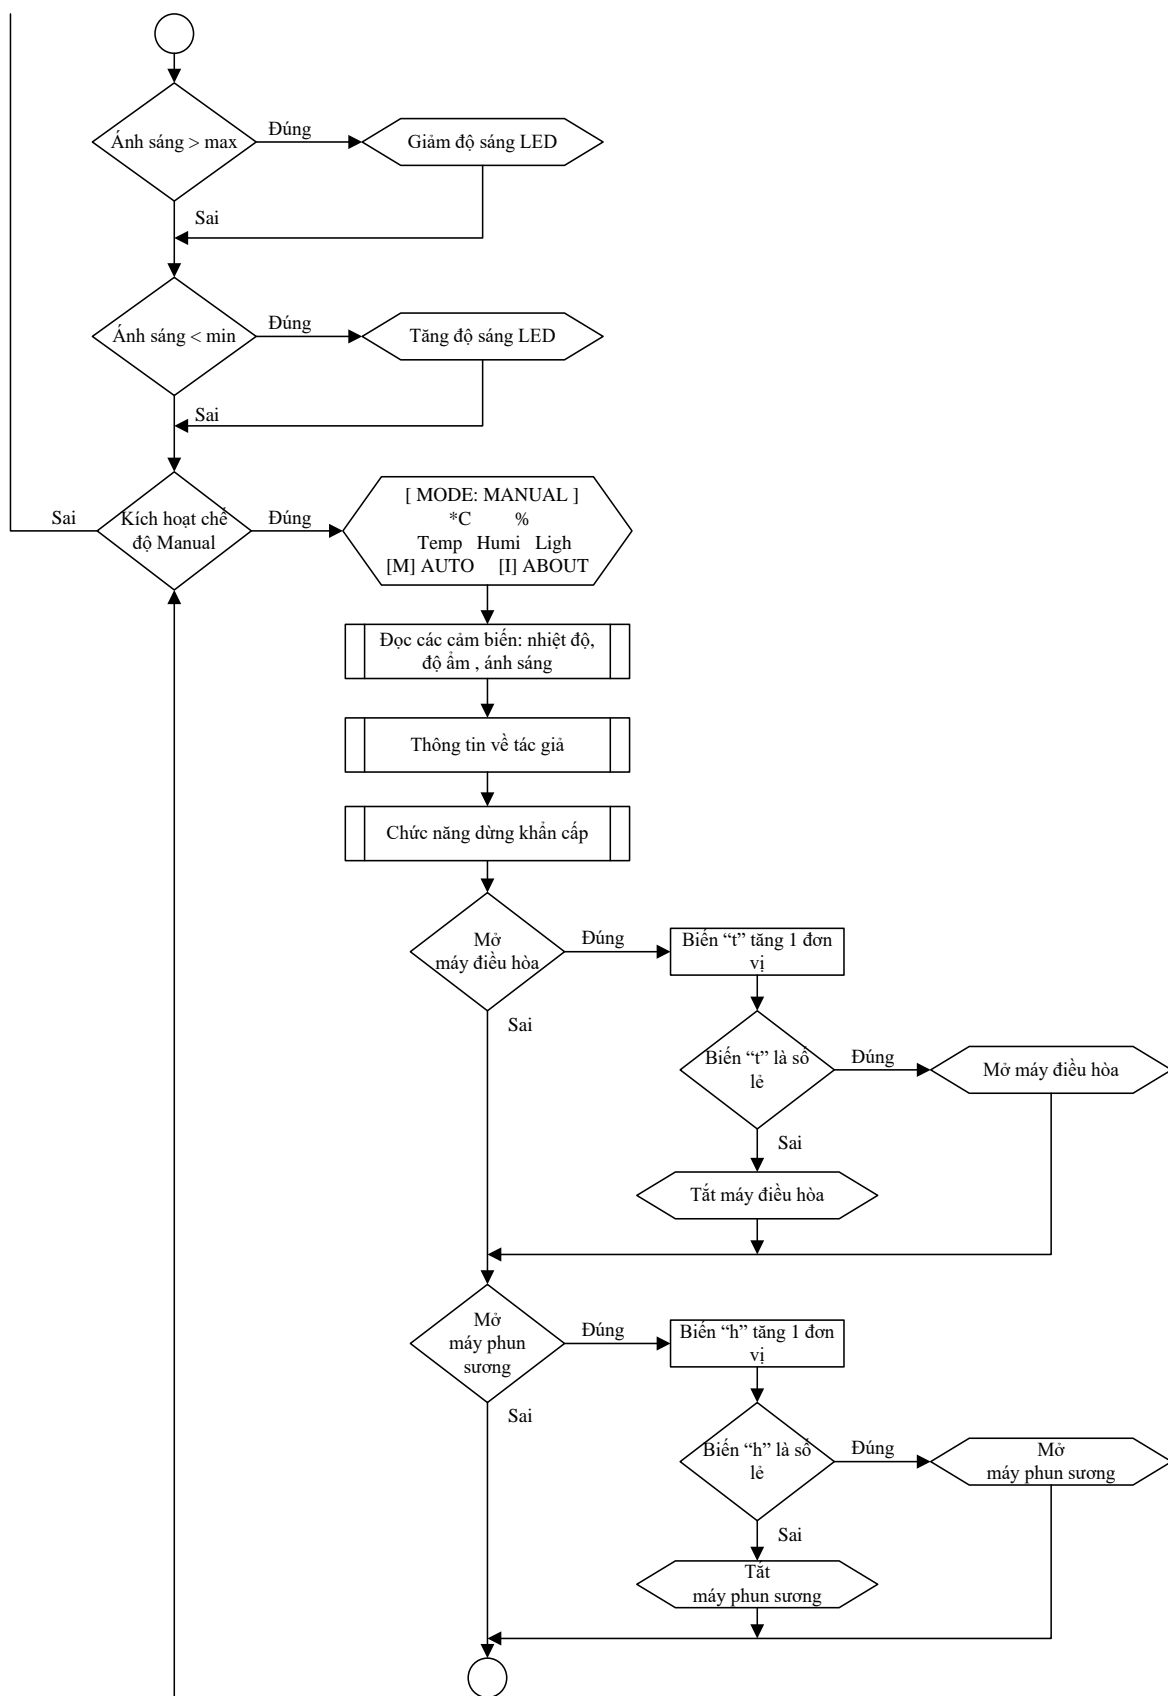 Ánh sáng > max
Đúng
Giảm độ sáng LED
Sai
Ánh sáng < min
Đúng
Tăng độ sáng LED
Sai
Sai
Kích hoạt chế
độ Manual
Đúng
[ MODE: MANUAL ]
*C %
Temp Humi Ligh
[M] AUTO [I] ABOUT
Đọc các cảm biến: nhiệt độ,
độ ẩm , ánh sáng
Thông tin về tác giả
Chức năng dừng khẩn cấp
Mở
máy điều hòa
Đúng
Biến “t” tăng 1 đơn
vị
Sai
Biến “t” là số
lẻ
Đúng
Mở máy điều hòa
Sai
Tắt máy điều hòa
Mở
máy phun
sương
Đúng
Biến “h” tăng 1 đơn
vị
Sai
Biến “h” là số
lẻ
Đúng
Mở
máy phun sương
Sai
Tắt
máy phun sương